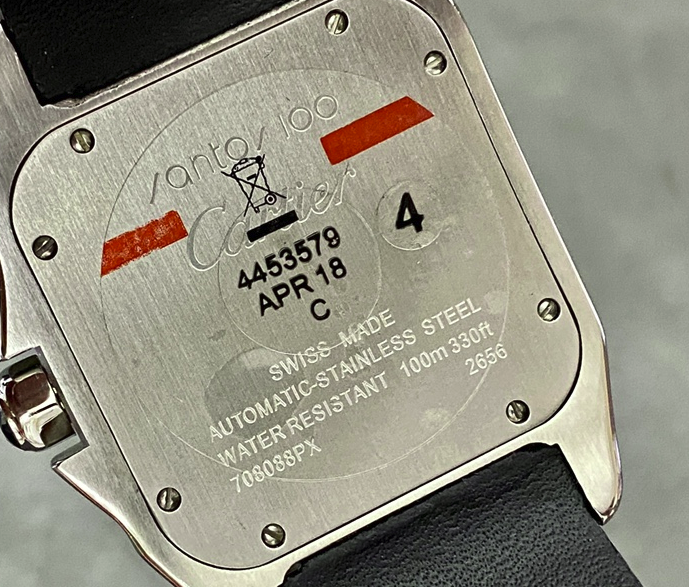 santos 100
Cartier
4
4453579
APR 18
C
SWISS MADE
AUTOMATIC-STAINLESS STEEL
WATER RESISTANT 100m 330ft
708088PX 2656